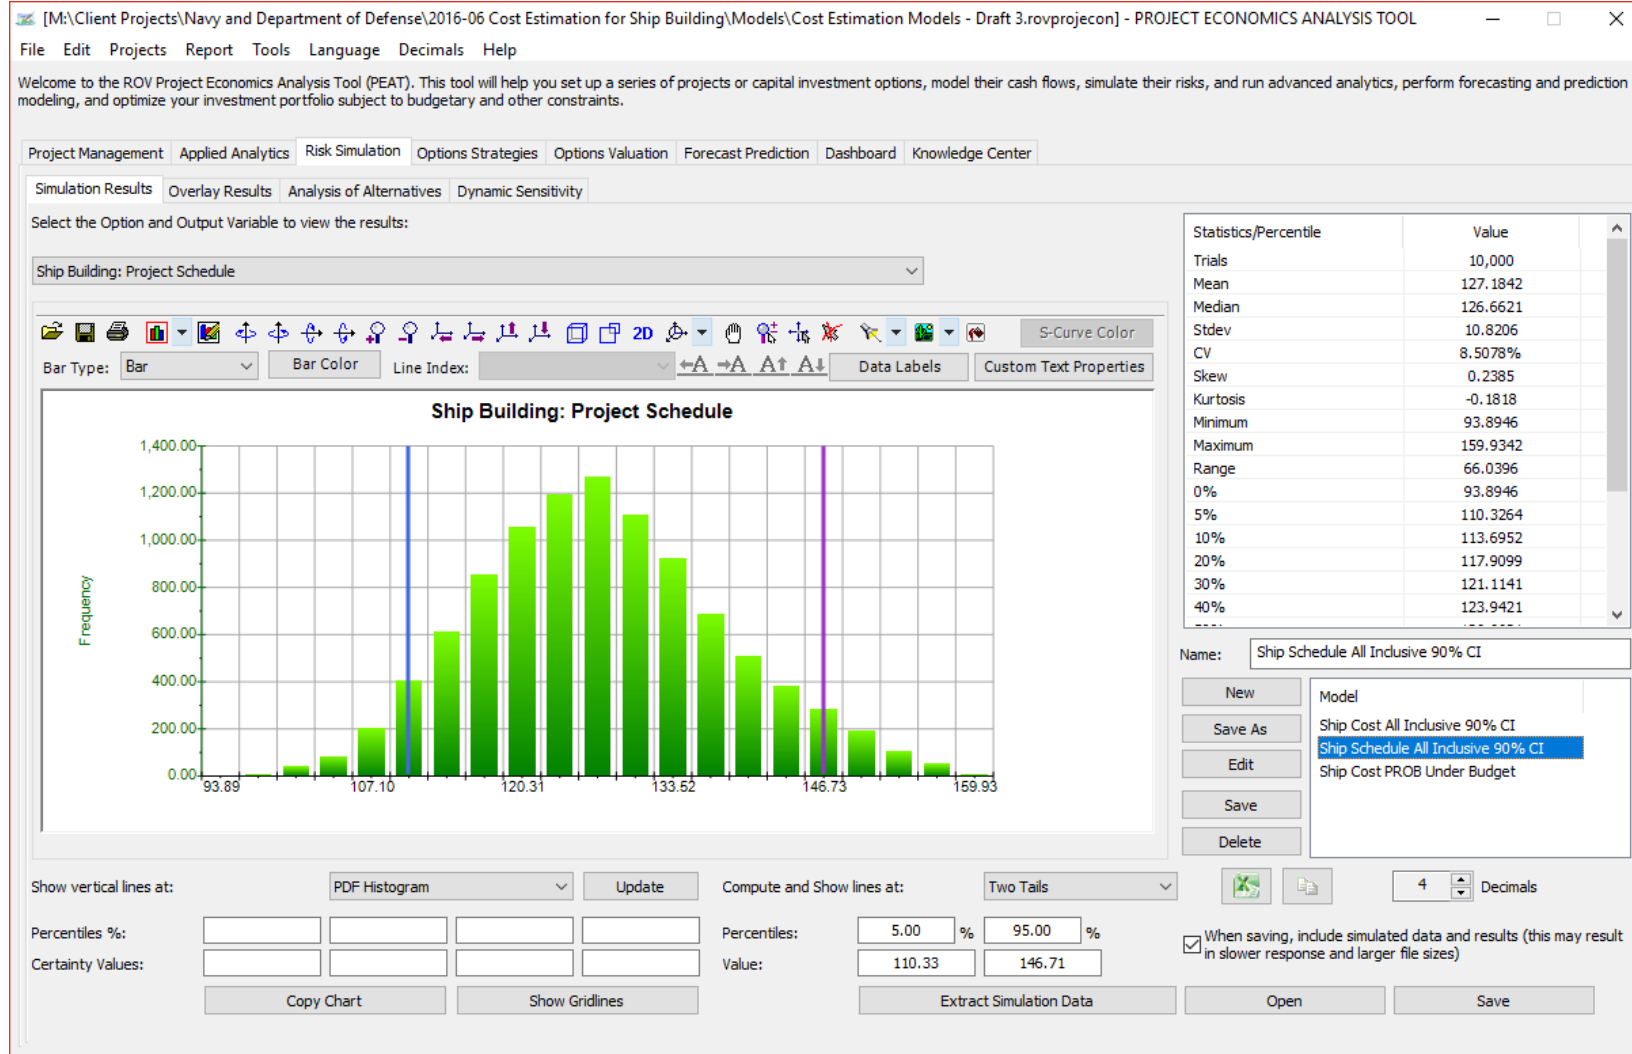 [M:\Client Projects\Navy and Department of Defense\2016-06 Cost Estimation for Ship Building\Models\Cost Estimation Models - Draft 3.rovprojecon] - PROJECT ECONOMICS ANALYSIS TOOL
File Edit Projects Report Tools Language Decimals Help
Welcome to the ROV Project Economics Analysis Tool (PEAT). This tool will help you set up a series of projects or capital investment options, model their cash flows, simulate their risks, and run advanced analytics, perform forecasting and prediction
modeling, and optimize your investment portfolio subject to budgetary and other constraints.
Project Management Applied Analytics Risk Simulation Options Strategies Options Valuation Forecast Prediction Dashboard Knowledge Center
Simulation Results Overlay Results Analysis of Alternatives Dynamic Sensitivity
Select the Option and Output Variable to view the results:
Ship Building: Project Schedule
2D
S-Curve Color
Bar Type: Bar
Bar Color
Line Index:
A A A A
Data Labels
Custom Text Properties
Ship Building: Project Schedule
Frequency
1,400.00
1,200.00
1,000.00
800.00
600.00
400.00
200.00
0.00
93.89 107.10 120.31 133.52 146.73 159.93
Statistics/Percentile Value
Trials 10,000
Mean 127.1842
Median 126.6621
Stdev 10.8206
CV 8.5078%
Skew 0.2385
Kurtosis -0.1818
Minimum 93.8946
Maximum 159.9342
Range 66.0396
0% 93.8946
5% 110.3264
10% 113.6952
20% 117.9099
30% 121.1141
40% 123.9421
Name: Ship Schedule All Inclusive 90% CI
New
Save As
Edit
Save
Delete
Model
Ship Cost All Inclusive 90% CI
Ship Schedule All Inclusive 90% CI
Ship Cost PROB Under Budget
Show vertical lines at: PDF Histogram Update Compute and Show lines at: Two Tails
4 Decimals
Percentiles %:
Certainty Values:
Percentiles: 5.00 % 95.00 %
Value: 110.33 146.71
When saving, include simulated data and results (this may result
in slower response and larger file sizes)
Copy Chart Show Gridlines Extract Simulation Data Open Save